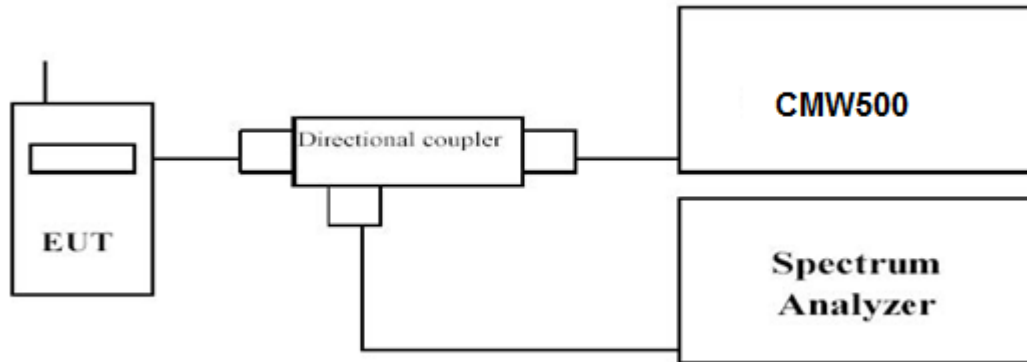 CMW500
Directional coupler
EUT
Spectrum
Analyzer